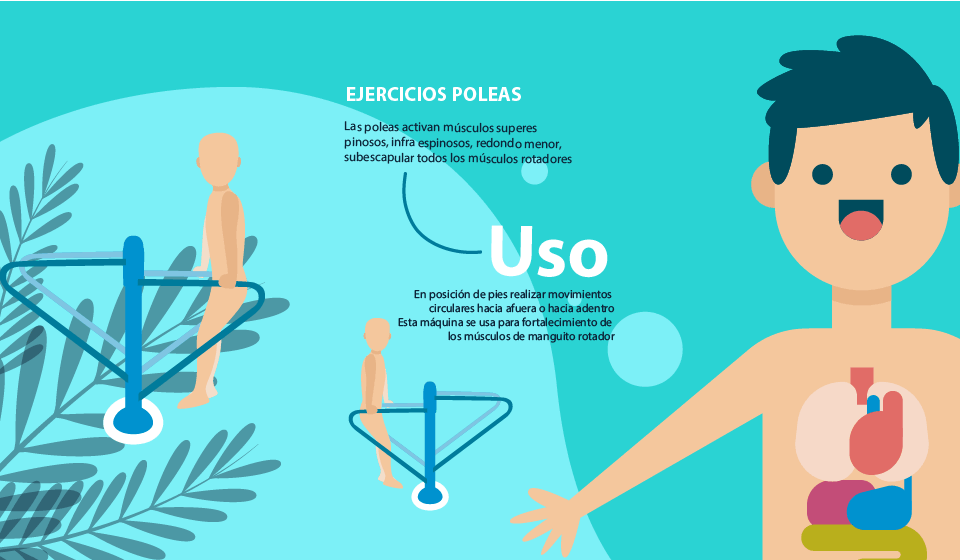 EJERCICIOS POLEAS
Las poleas activan músculos superes
pinosos, infra espinosos, redondo menor,
subescapular todos los músculos rotadores
Uso
En posición de pies realizar movimientos
circulares hacia afuera o hacia adentro
Esta máquina se usa para fortalecimiento de
los músculos de manguito rotador